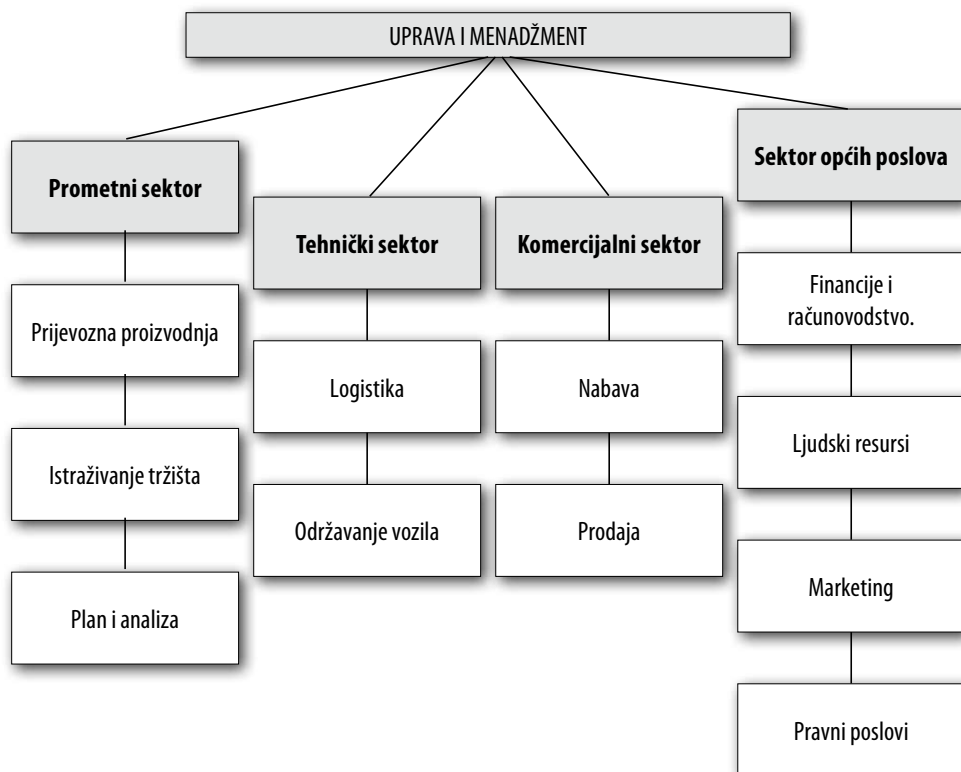 UPRAVA I MENADŽMENT
Prometni sektor
Prijevozna proizvodnja
Istraživanje tržišta
Plan i analiza
Tehnički sektor
Logistika
Održavanje vozila
Komercijalni sektor
Nabava
Prodaja
Sektor općih poslova
Financije i
računovodstvo.
Ljudski resursi
Marketing
Pravni poslovi